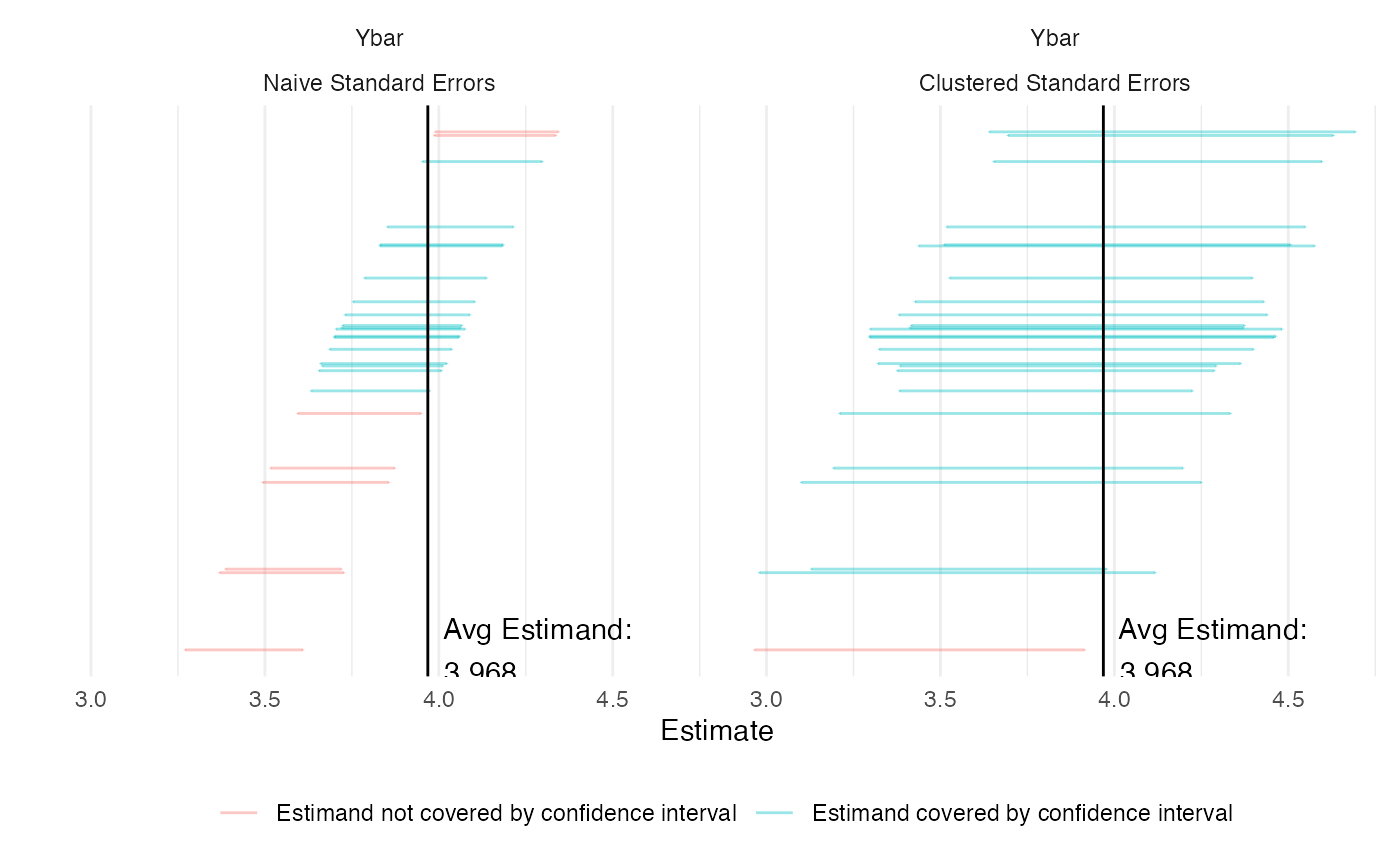 Ybar
Ybar
Naive Standard Errors
Clustered Standard Errors
Avg Estimand:
3.968
Avg Estimand:
3.968
3.0
3.5
4.0
4.5
3.0
3.5
4.0
4.5
Estimate
Estimand not covered by confidence interval
Estimand covered by confidence interval